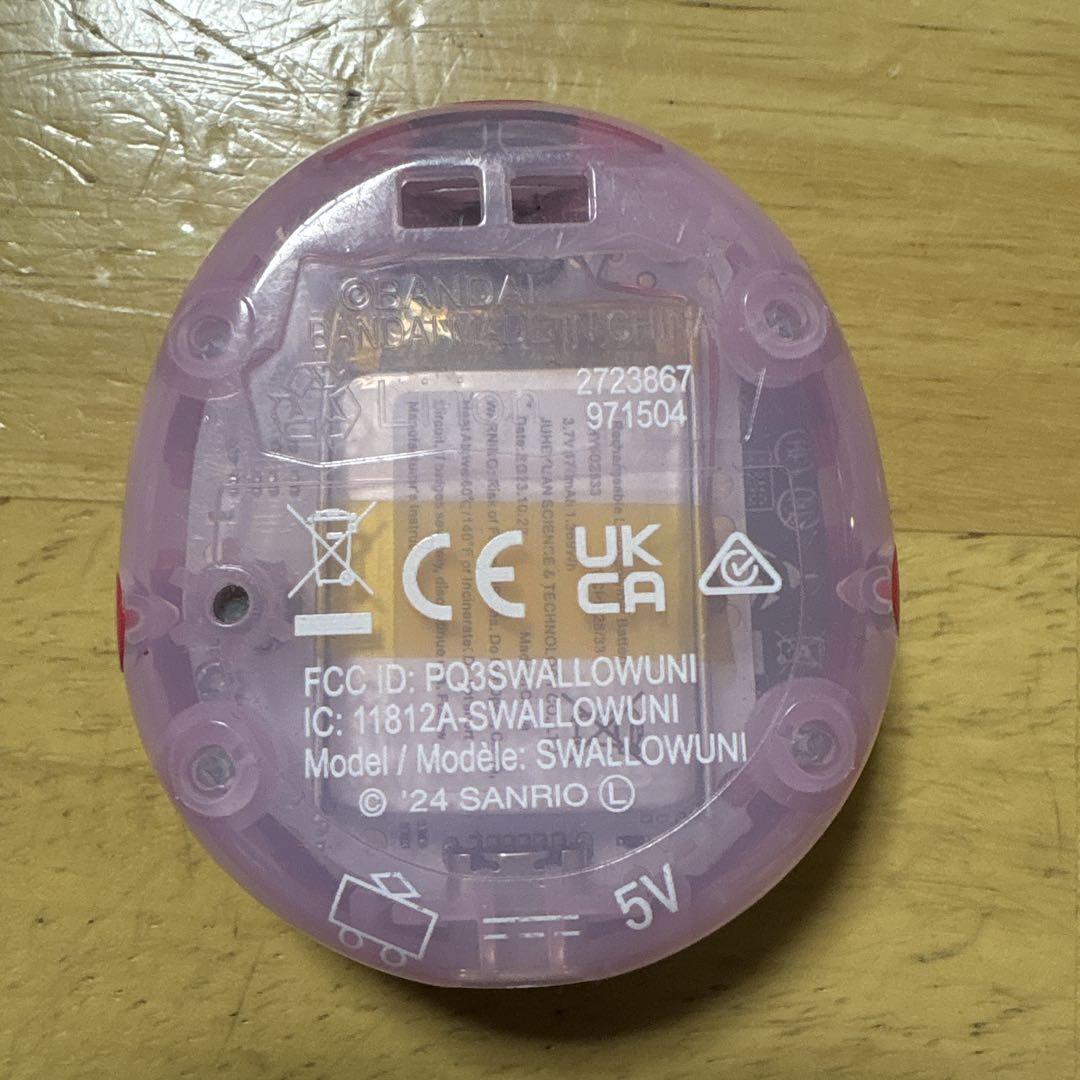 ©BANDAI
BANDAI MADE IN CHINA
L
2723867
971504
CE
UK
CA
FCC ID: PQ3SWALLOWUNI
IC: 11812A-SWALLOWUNI
Model / Modèle: SWALLOWUNI
© '24 SANRIO Ⓛ
5V